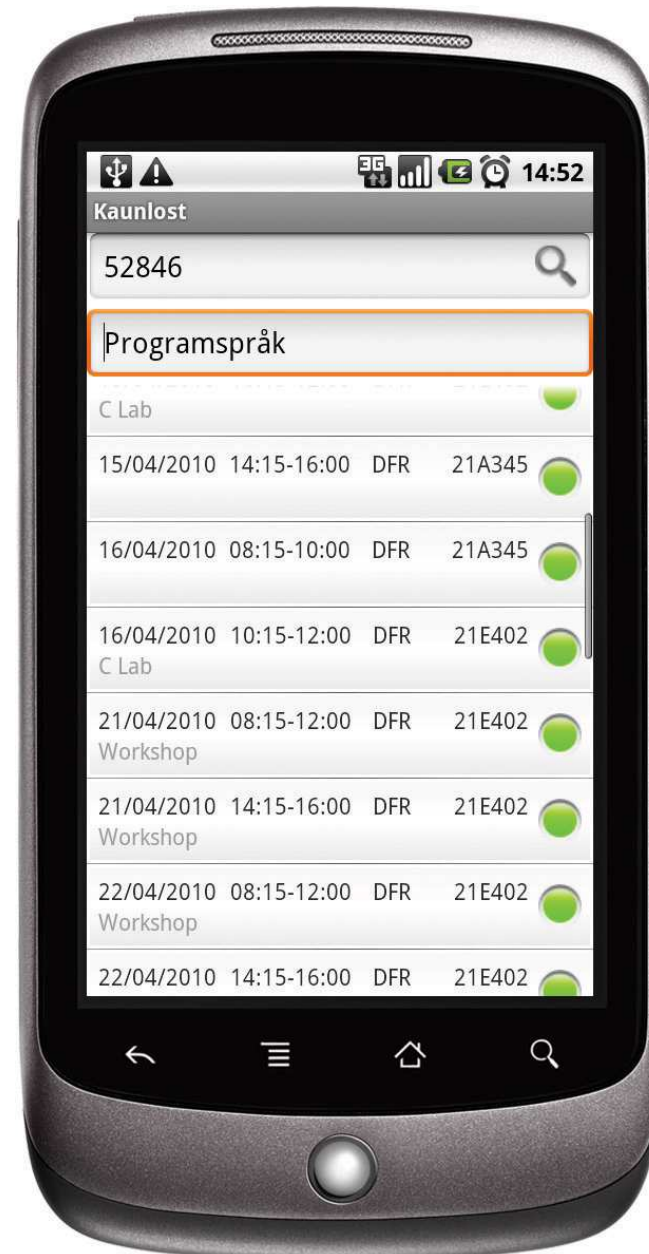 14:52
Kaunlost
52846
Programspråk
C Lab
15/04/2010 14:15-16:00 DFR 21A345
16/04/2010 08:15-10:00 DFR 21A345
16/04/2010 10:15-12:00 DFR 21E402
C Lab
21/04/2010 08:15-12:00 DFR 21E402
Workshop
21/04/2010 14:15-16:00 DFR 21E402
Workshop
22/04/2010 08:15-12:00 DFR 21E402
Workshop
22/04/2010 14:15-16:00 DFR 21E402